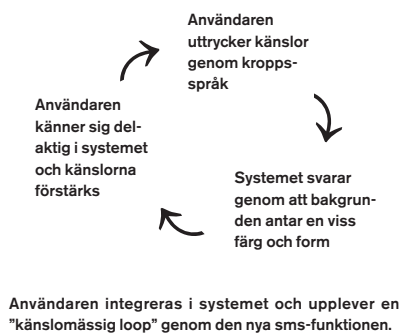 Användaren
uttrycker känslor
genom kropps-
språk
Användaren
känner sig del-
aktig i systemet
och känslorna
förstärks
Systemet svarar
genom att bakgrun-
den antar en viss
färg och form
Användaren integreras i systemet och upplever en
”känslomässig loop” genom den nya sms-funktionen.